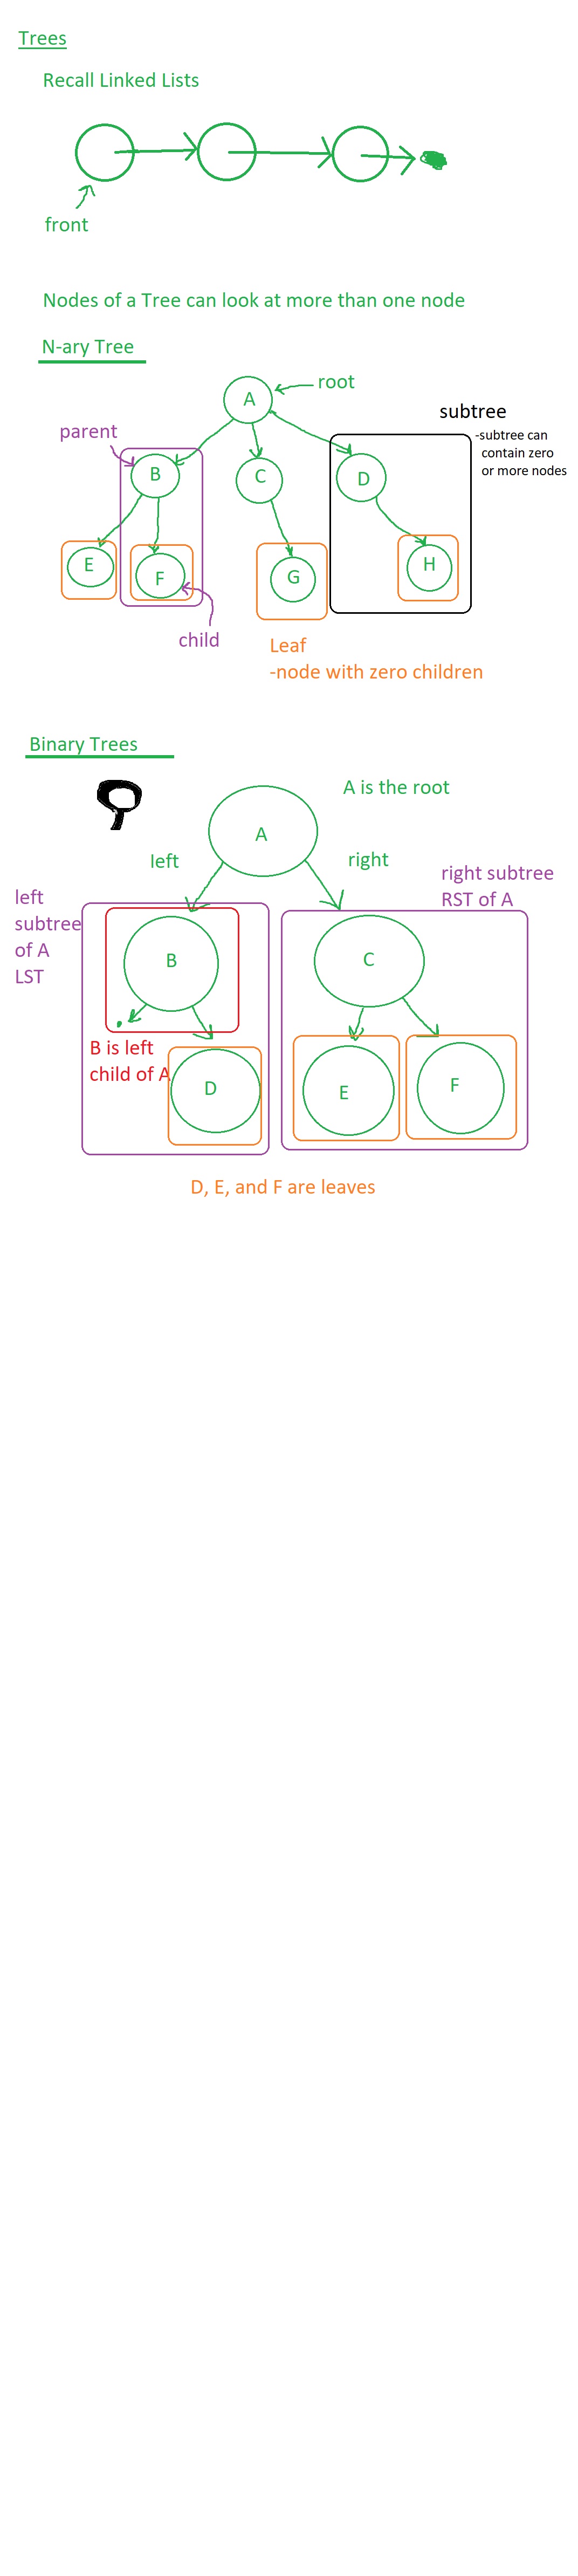 Trees
Recall Linked Lists
front
Nodes of a Tree can look at more than one node
N-ary Tree
root
A
subtree
-subtree can
contain zero
or more nodes
parent
B
C
D
E
F
G
H
child
Leaf
-node with zero children
Binary Trees
A is the root
A
left
right
right subtree
RST of A
left
subtree
of A
LST
B
C
B is left
child of A
D
E
F
D, E, and F are leaves